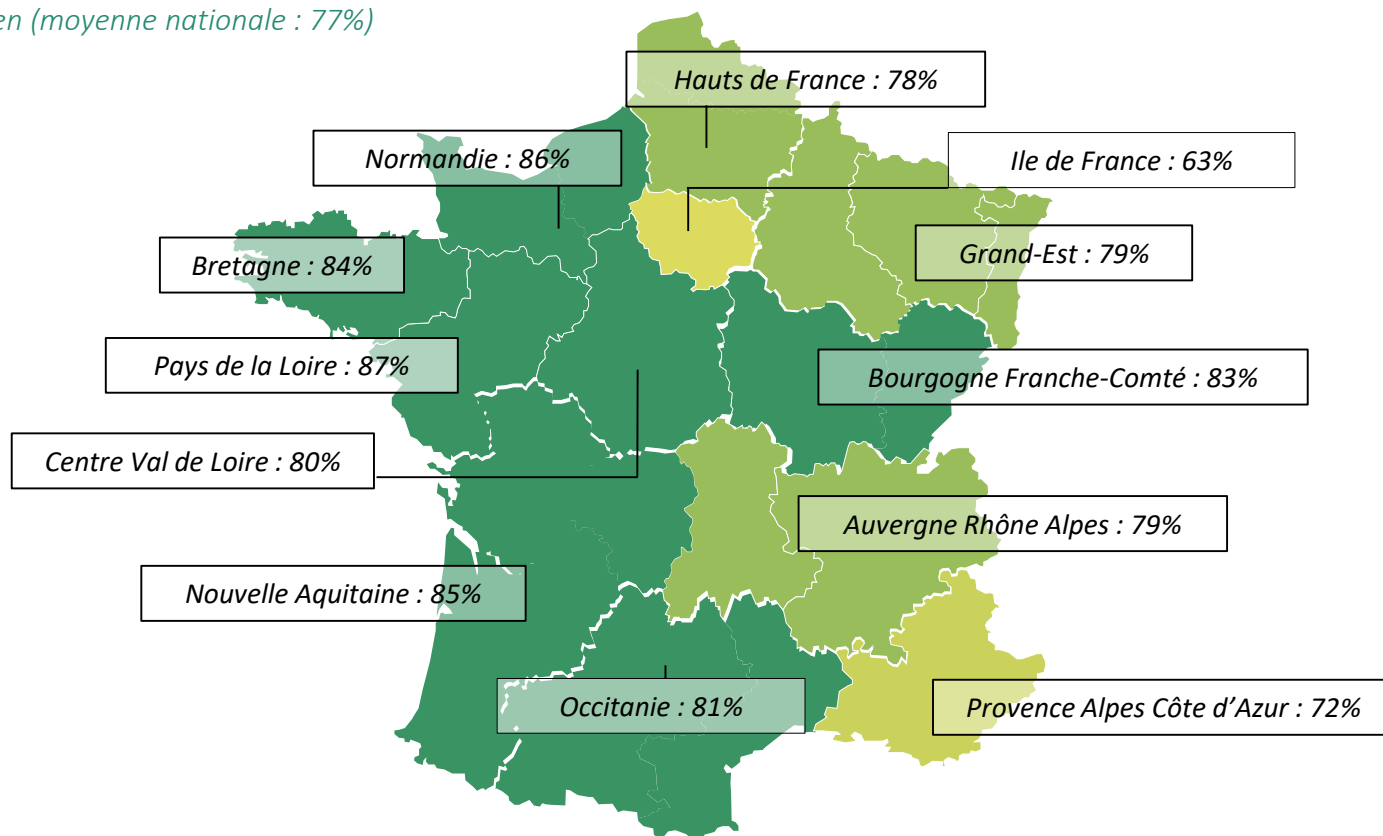 en (moyenne nationale : 77%)
Hauts de France : 78%
Normandie : 86%
Ile de France : 63%
Bretagne : 84%
Grand-Est : 79%
Pays de la Loire : 87%
Bourgogne Franche-Comté : 83%
Centre Val de Loire : 80%
Auvergne Rhône Alpes : 79%
Nouvelle Aquitaine : 85%
Occitanie : 81%
Provence Alpes Côte d’Azur : 72%